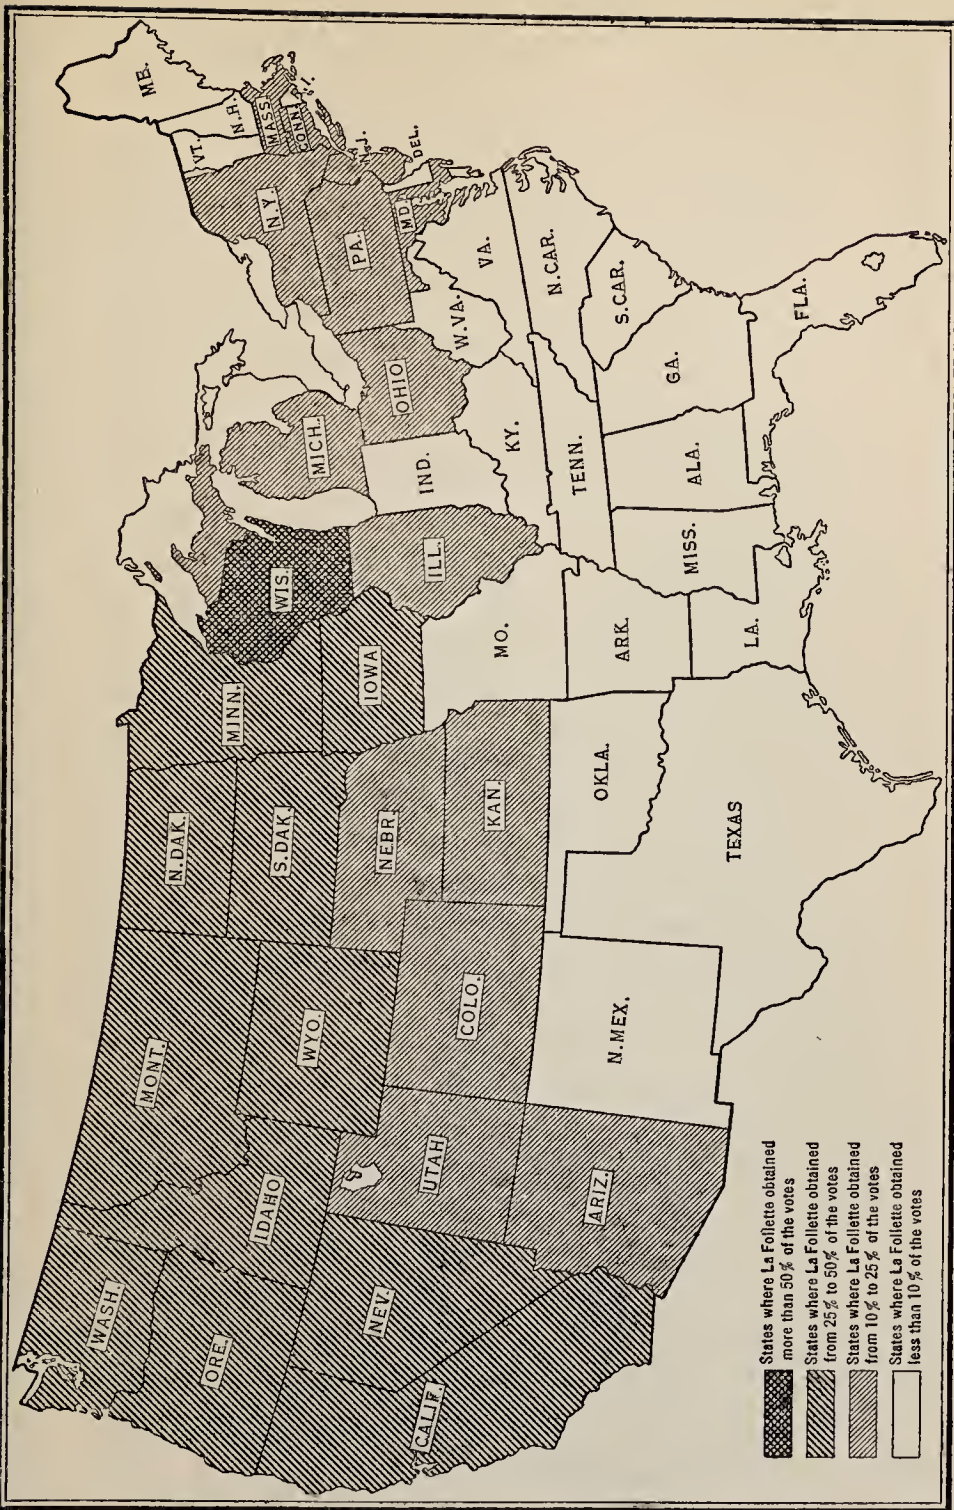 WASH.
ORE.
CALIF.
NEV.
IDAHO
MONT.
WYO.
UTAH
ARIZ.
COLO.
N.MEX.
N.DAK.
S.DAK.
NEBR.
KAN.
OKLA.
TEXAS
MINN.
IOWA
MO.
ARK.
LA.
WIS.
ILL.
MICH.
IND.
OHIO
KY.
TENN.
MISS.
ALA.
GA.
FLA.
S.CAR.
N.CAR.
VA.
W.VA.
PA.
N.Y.
MD.
DEL.
N.J.
CONN.
R.I.
MASS.
VT.
N.H.
ME.
States where La Follette obtained
more than 50% of the votes
States where La Follette obtained
from 25% to 50% of the votes
States where La Follette obtained
from 10% to 25% of the votes
States where La Follette obtained
less than 10% of the votes